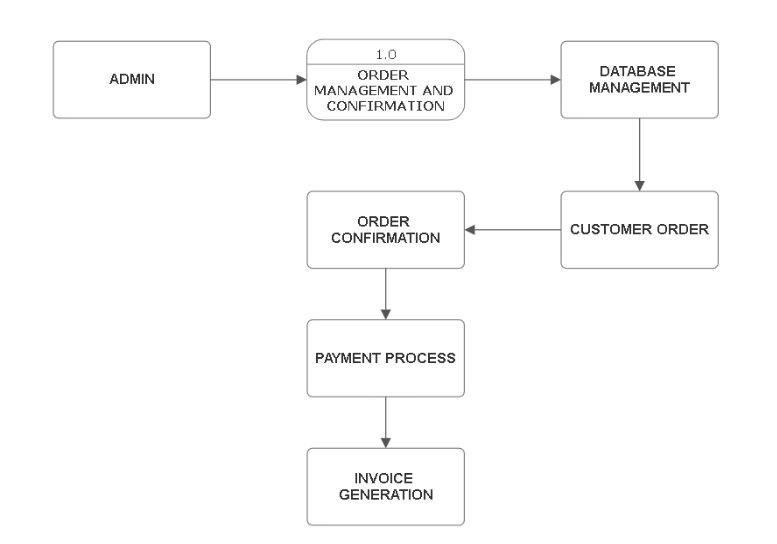 ADMIN
1.0
ORDER
MANAGEMENT AND
CONFIRMATION
DATABASE
MANAGEMENT
ORDER
CONFIRMATION
CUSTOMER ORDER
PAYMENT PROCESS
INVOICE
GENERATION